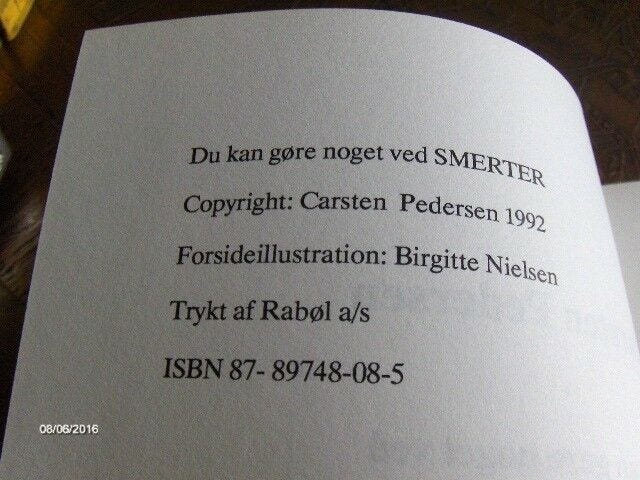 Du kan gøre noget ved SMERTER
Copyright: Carsten Pedersen 1992
Forsideillustration: Birgitte Nielsen
Trykt af Rabøl a/s
ISBN 87- 89748-08-5
08/06/2016